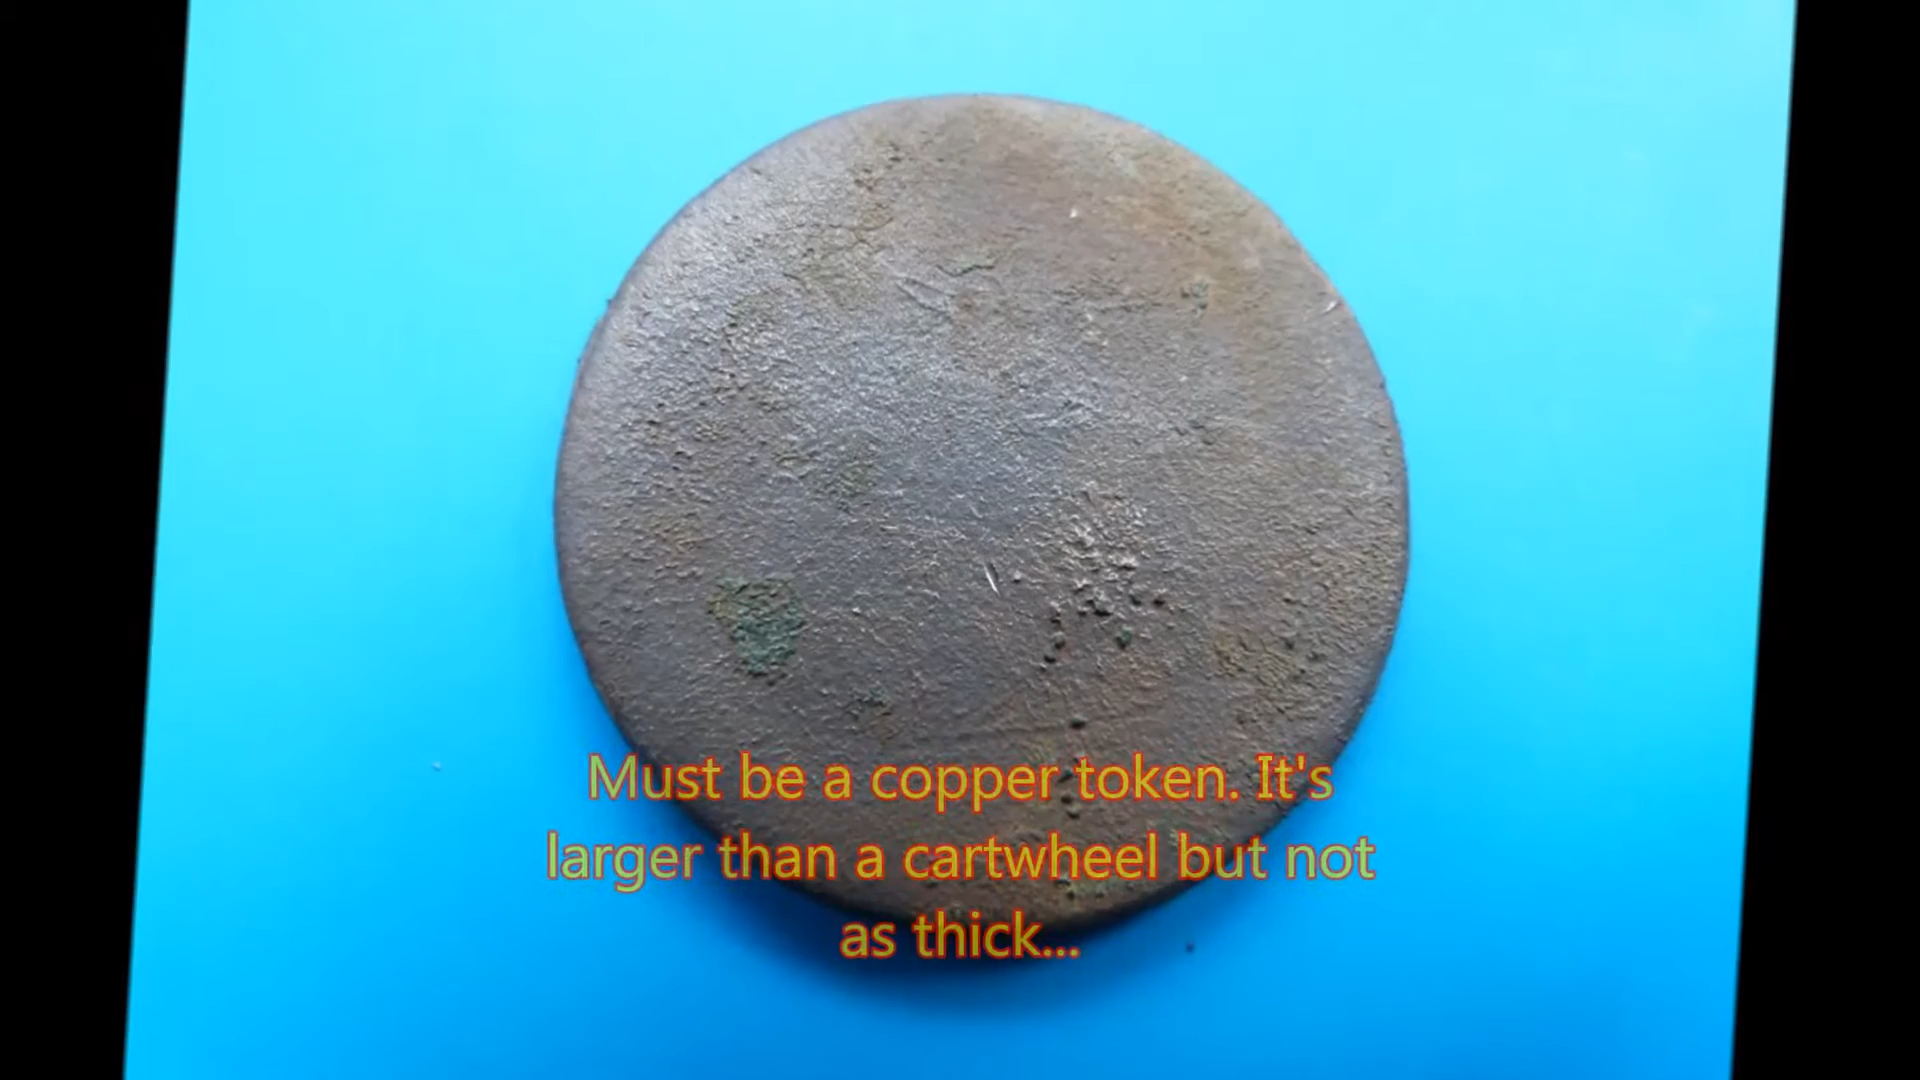 Must be a copper token. It's
larger than a cartwheel but not
as thick...